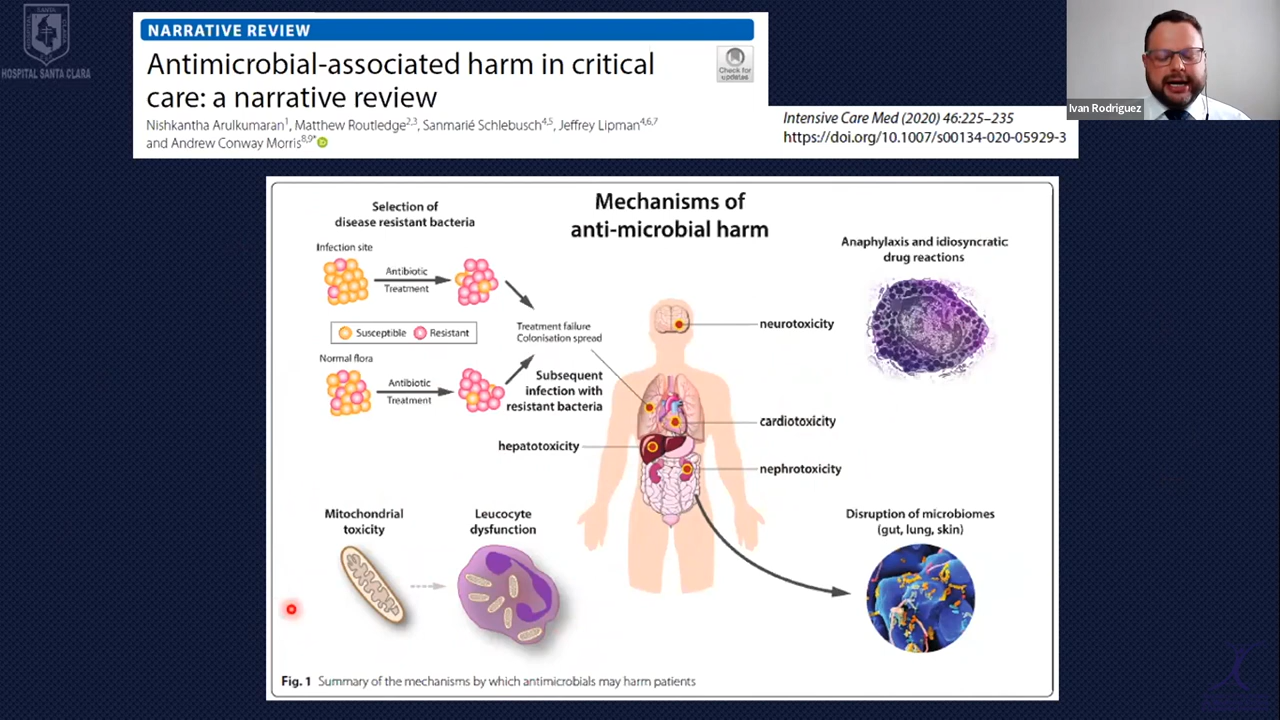 SANTA CLARA
HOSPITAL SANTA CLARA
NARRATIVE REVIEW
Antimicrobial-associated harm in critical
care: a narrative review
Check for
updates
Nishkantha Arulkumaran1, Matthew Routledge2,3, Sanmarié Schlebusch4,5, Jeffrey Lipman4,6,7
and Andrew Conway Morris8,9*
Intensive Care Med (2020) 46:225–235
https://doi.org/10.1007/s00134-020-05929-3
Ivan Rodríguez
Mechanisms of
anti-microbial harm
Selection of
disease resistant bacteria
Infection site
Antibiotic
Treatment
Susceptible
Resistant
Normal flora
Antibiotic
Treatment
Treatment failure
Colonisation spread
Subsequent
infection with
resistant bacteria
hepatotoxicity
neurotoxicity
cardiotoxicity
nephrotoxicity
Anaphylaxis and idiosyncratic
drug reactions
Mitochondrial
toxicity
Leucocyte
dysfunction
Disruption of microbiomes
(gut, lung, skin)
Fig. 1 Summary of the mechanisms by which antimicrobials may harm patients